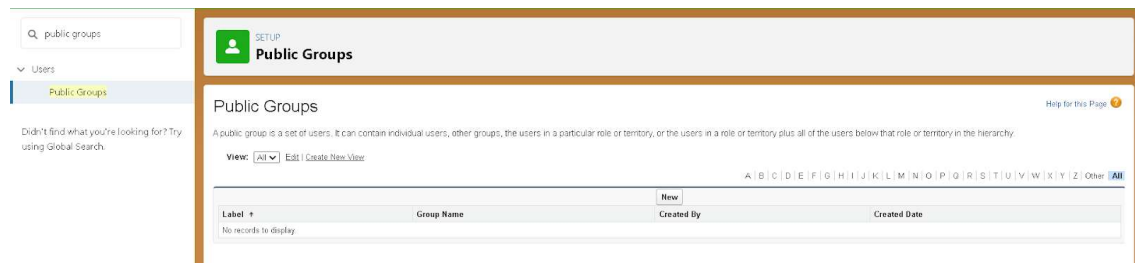 public groups
Users
Public Groups
Didn't find what you're looking for? Try
using Global Search.
SETUP
Public Groups
Public Groups
Help for this Page
A public group is a set of users. It can contain individual users, other groups, the users in a particular role or territory, or the users in a role or territory plus all of the users below that role or territory in the hierarchy.
View: All Edit | Create New View
A | B | C | D | E | F | G | H | I | J | K | L | M | N | O | P | Q | R | S | T | U | V | W | X | Y | Z | Other All
New
Label ↑ Group Name Created By Created Date
No records to display.